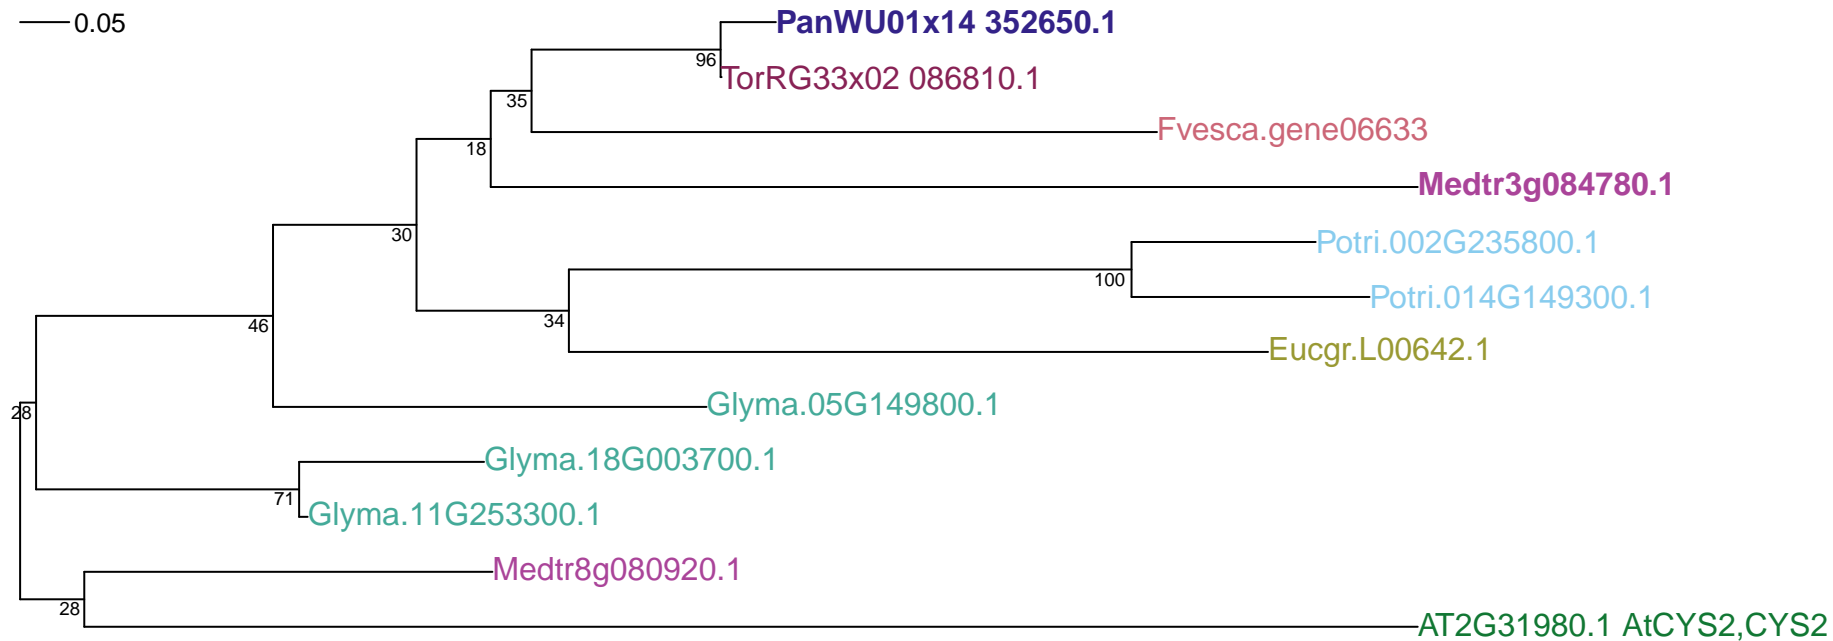 0.05
PanWU01x14 352650.1
96
TorRG33x02 086810.1
35
Fvesca.gene06633
18
Medtr3g084780.1
30
Potri.002G235800.1
100
Potri.014G149300.1
34
Eucgr.L00642.1
46
Glyma.05G149800.1
28
Glyma.18G003700.1
71
Glyma.11G253300.1
Medtr8g080920.1
28
AT2G31980.1 AtCYS2,CYS2